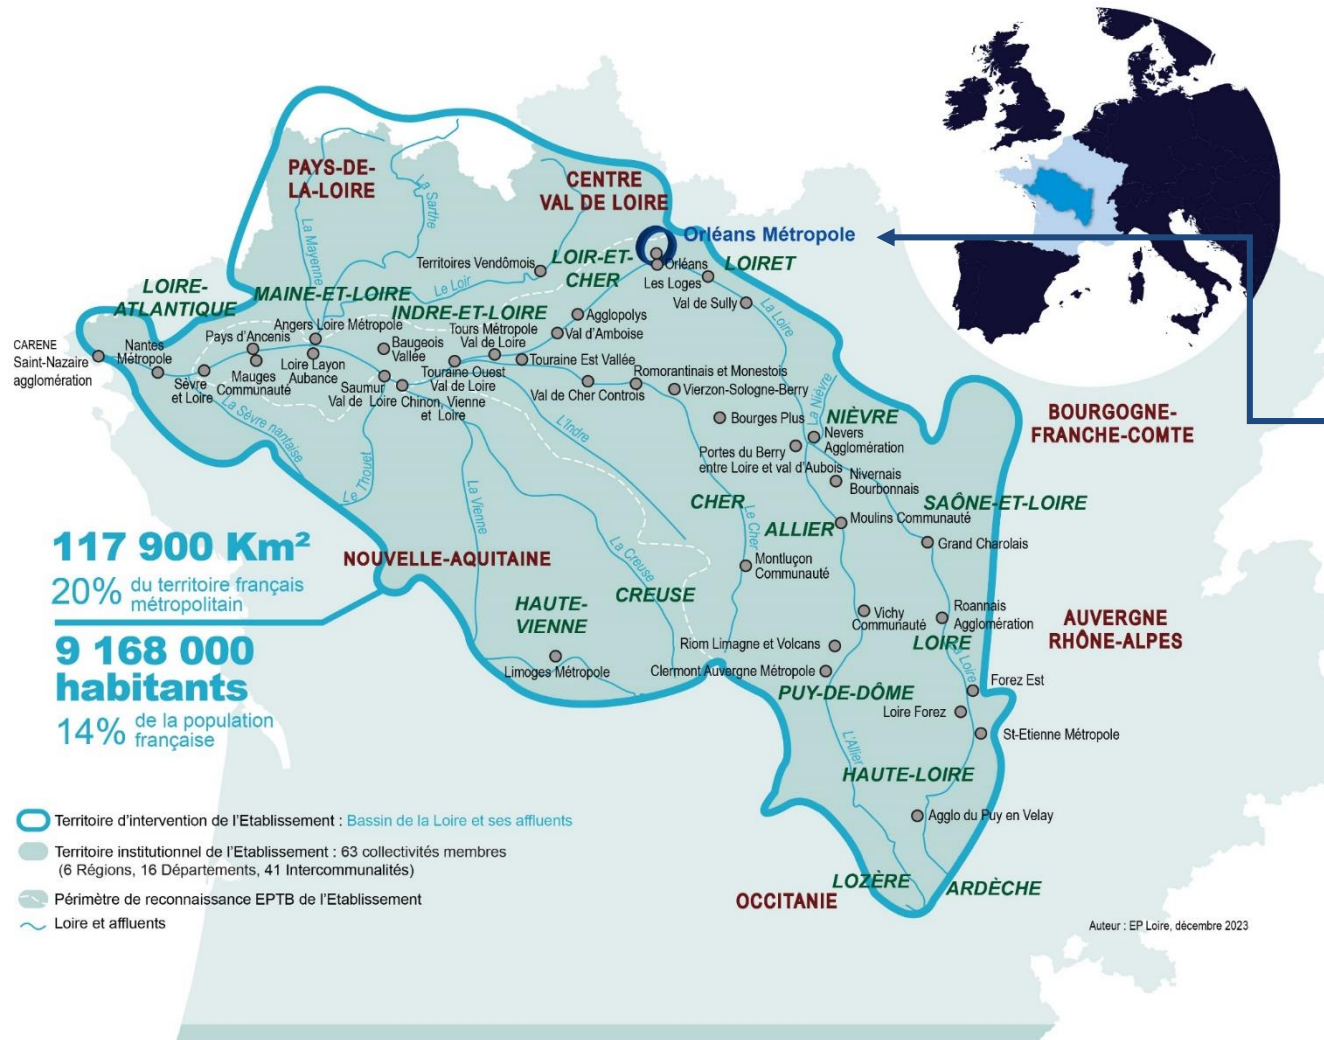 PAYS-DE-
LA-LOIRE
CENTRE
VAL DE LOIRE
La Sarthe
La Mayenne
Orléans Métropole
Orléans
LOIR-ET-
CHER
LOIRET
Territoires Vendômois
Les Loges
Le Loir
Val de Sully
La Loire
LOIRE-
ATLANTIQUE
MAINE-ET-LOIRE
INDRE-ET-LOIRE
Agglopolys
Val d'Amboise
Angers Loire Métropole
Tours Métropole
Val de Loire
Pays d'Ancenis
Baugeois
Vallée
CARENE
Saint-Nazaire
agglomération
Nantes
Métropole
Loire Layon
Aubance
Touraine Est Vallée
Touraine Ouest
Val de Loire
Sèvre
et Loire
Mauges
Communauté
Saumur
Val de Loire
Chinon, Vienne
et Loire
Romorantinais et Monestois
Val de Cher Controis
Vierzon-Sologne-Berry
La Nièvre
La Sèvre nantaise
L'Indre
Bourges Plus
NIÈVRE
BOURGOGNE-
FRANCHE-COMTE
Nevers
Agglomération
Portes du Berry
entre Loire et val d'Aubois
Le Thouet
La Vienne
Nivernais
Bourbonnais
CHER
Le Cher
ALLIER
SAÔNE-ET-LOIRE
Moulins Communauté
117 900 Km²
20% du territoire français
métropolitain
NOUVELLE-AQUITAINE
La Creuse
Grand Charolais
Montluçon
Communauté
HAUTE-
VIENNE
CREUSE
Vichy
Communauté
Roannais
Agglomération
AUVERGNE
RHÔNE-ALPES
9 168 000
habitants
14% de la population
française
Riom Limagne et Volcans
LOIRE
La Loire
Limoges Métropole
Clermont Auvergne Métropole
Forez Est
PUY-DE-DÔME
Loire Forez
St-Etienne Métropole
L'Allier
HAUTE-LOIRE
Agglo du Puy en Velay
Territoire d'intervention de l'Etablissement : Bassin de la Loire et ses affluents
Territoire institutionnel de l'Etablissement : 63 collectivités membres
(6 Régions, 16 Départements, 41 Intercommunalités)
Périmètre de reconnaissance EPTB de l'Etablissement
Loire et affluents
LOZÈRE
ARDÈCHE
OCCITANIE
Auteur : EP Loire, décembre 2023